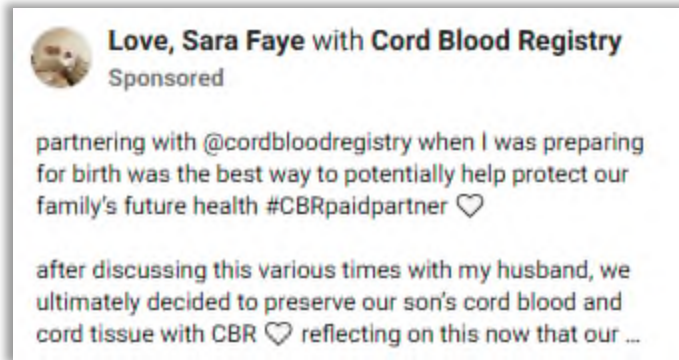 Love, Sara Faye with Cord Blood Registry
Sponsored
partnering with @cordbloodregistry when I was preparing
for birth was the best way to potentially help protect our
family's future health #CBRpaidpartner ♡
after discussing this various times with my husband, we
ultimately decided to preserve our son's cord blood and
cord tissue with CBR ♡ reflecting on this now that our ...